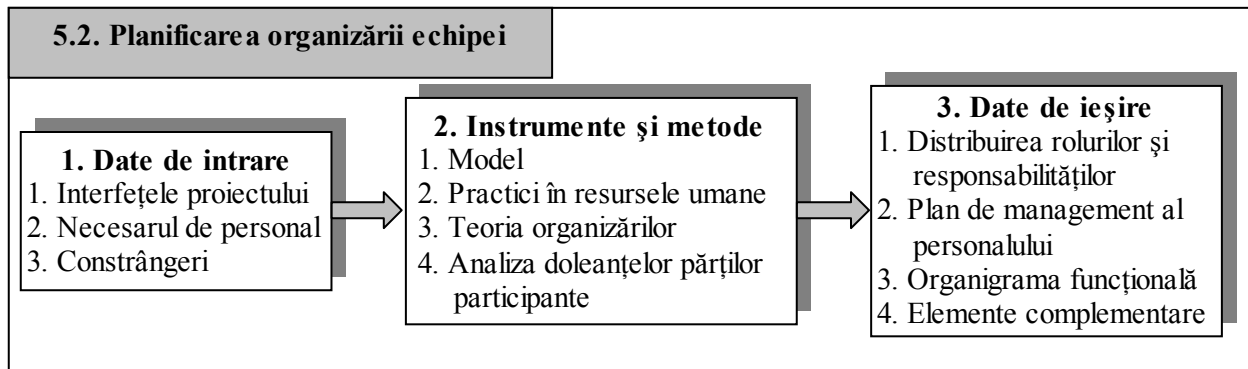 5.2. Planificarea organizării echipei
1. Date de intrare
1. Interfețele proiectului
2. Necesarul de personal
3. Constrângeri
2. Instrumente şi metode
1. Model
2. Practici în resursele umane
3. Teoria organizărilor
4. Analiza doleanțelor părților
participante
3. Date de ieşire
1. Distribuirea rolurilor şi
responsabilităților
2. Plan de management al
personalului
3. Organigrama funcțională
4. Elemente complementare